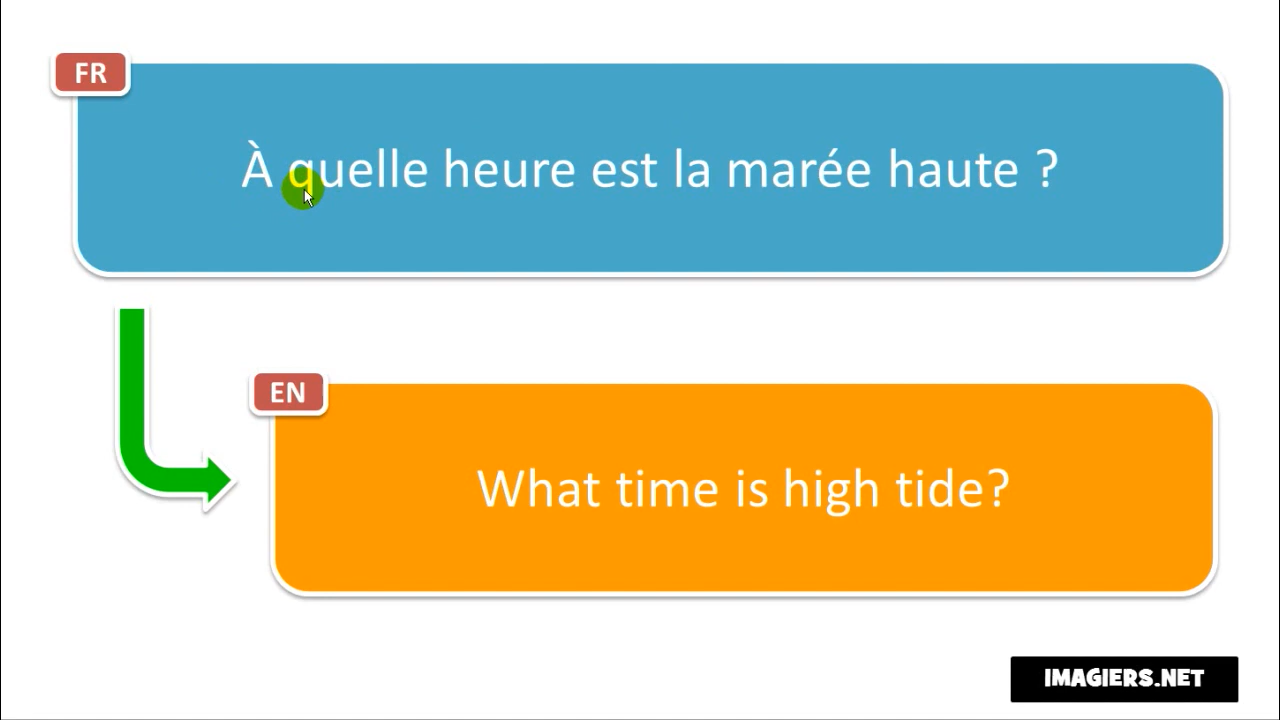 FR
À quelle heure est la marée haute ?
EN
What time is high tide?
IMAGIERS.NET